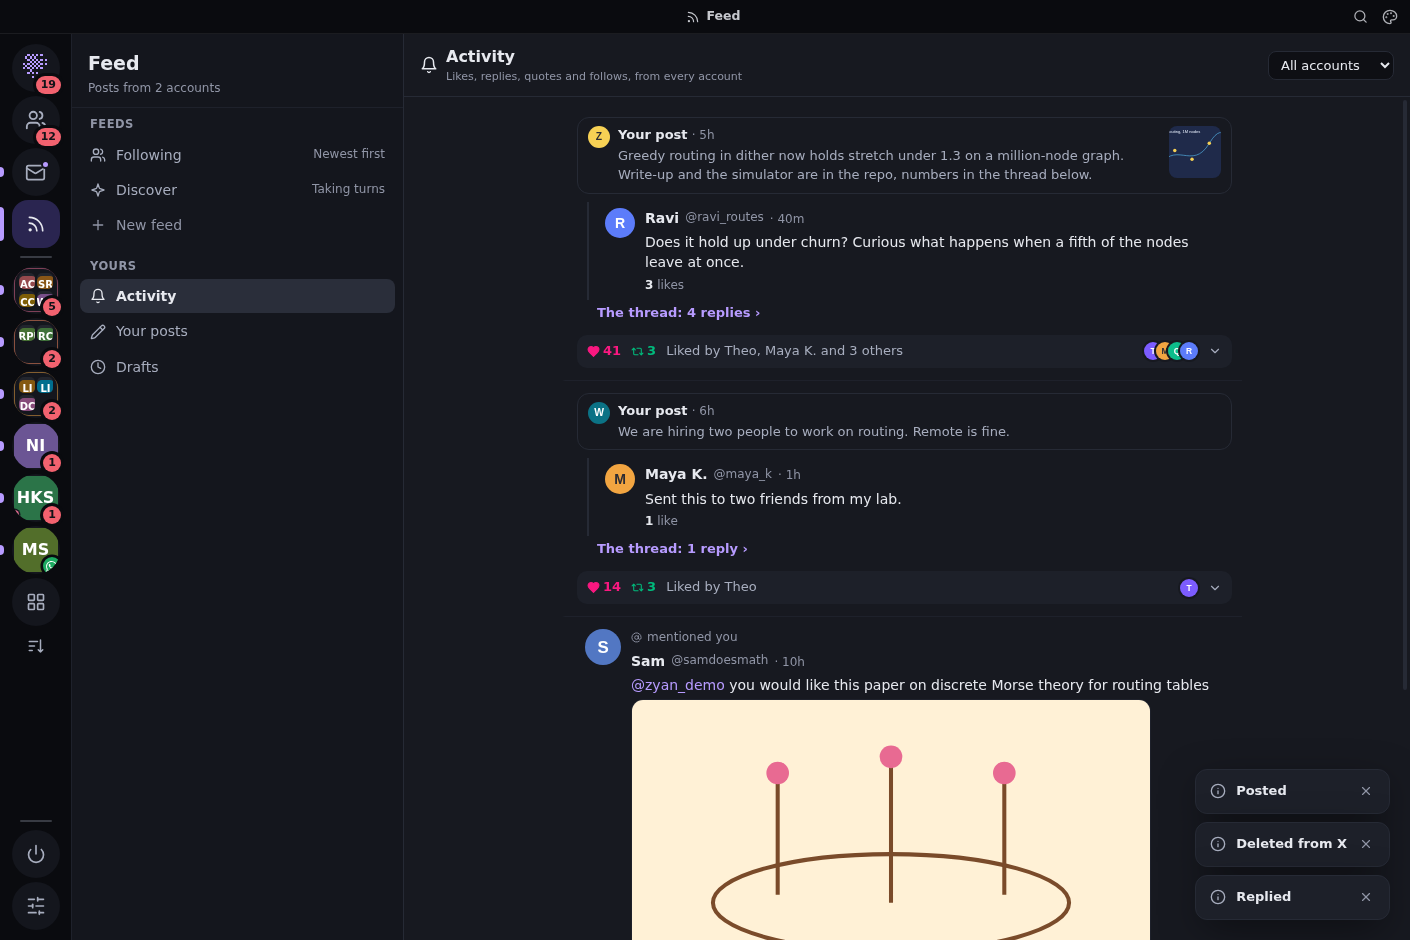 Feed
19
12
AC SR
CC
5
RP RC
2
LI LI
DC
2
NI
1
HKS
1
MS
Feed
Posts from 2 accounts
FEEDS
Following Newest first
Discover Taking turns
New feed
YOURS
Activity
Your posts
Drafts
Activity
Likes, replies, quotes and follows, from every account
All accounts
Z
Your post · 5h
Greedy routing in dither now holds stretch under 1.3 on a million-node graph.
Write-up and the simulator are in the repo, numbers in the thread below.
R
Ravi @ravi_routes · 40m
Does it hold up under churn? Curious what happens when a fifth of the nodes
leave at once.
3 likes
The thread: 4 replies ›
41 3 Liked by Theo, Maya K. and 3 others
T R
W
Your post · 6h
We are hiring two people to work on routing. Remote is fine.
M
Maya K. @maya_k · 1h
Sent this to two friends from my lab.
1 like
The thread: 1 reply ›
14 3 Liked by Theo
T
S
@ mentioned you
Sam @samdoesmath · 10h
@zyan_demo you would like this paper on discrete Morse theory for routing tables
Posted
Deleted from X
Replied